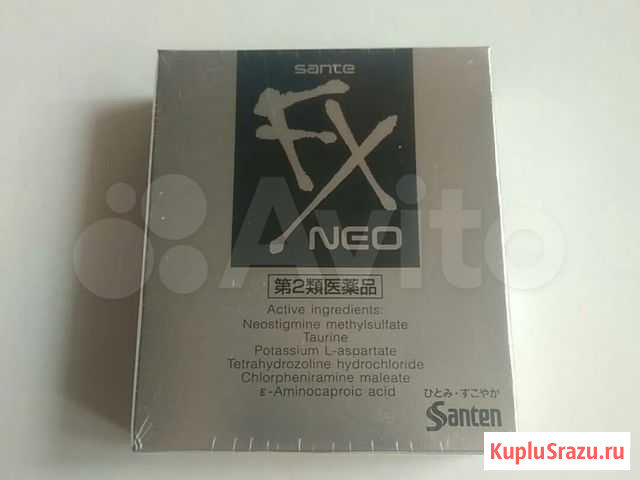 sante
FX
NEO
Avito
第2類医薬品
Active ingredients:
Neostigmine methylsulfate
Taurine
Potassium L-aspartate
Tetrahydrozoline hydrochloride
Chlorpheniramine maleate
ε-Aminocaproic acid
ひとみ・すこやか
Santen
KupluSrazu.ru